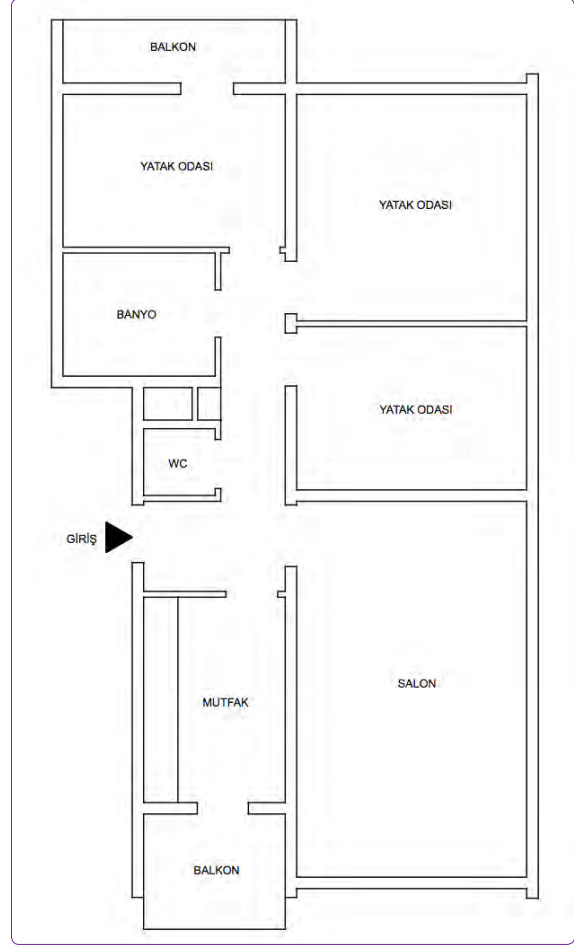 BALKON
YATAK ODASI
YATAK ODASI
BANYO
YATAK ODASI
WC
GİRİŞ
SALON
MUTFAK
BALKON